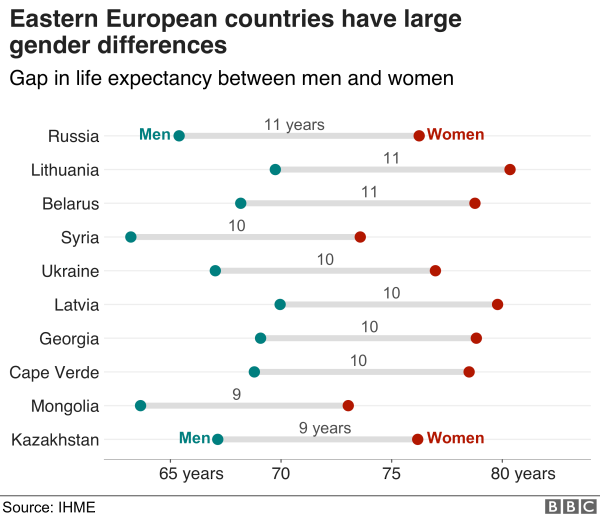 Eastern European countries have large
gender differences
Gap in life expectancy between men and women
Russia Men 11 years Women
Lithuania 11
Belarus 11
Syria 10
Ukraine 10
Latvia 10
Georgia 10
Cape Verde 10
Mongolia 9
Kazakhstan Men 9 years Women
65 years 70 75 80 years
Source: IHME BBC